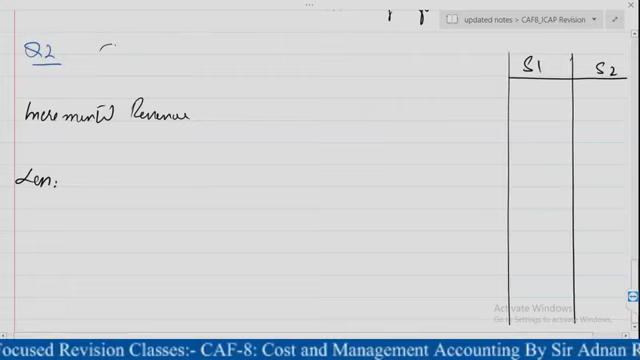 updated notes > CAF8_ICAP Revision
Q2
S1 S2
Incremental Revenue
Less:
Activate Windows
Go to Settings to activate Windows.
Focused Revision Classes:- CAF-8: Cost and Management Accounting By Sir Adnan